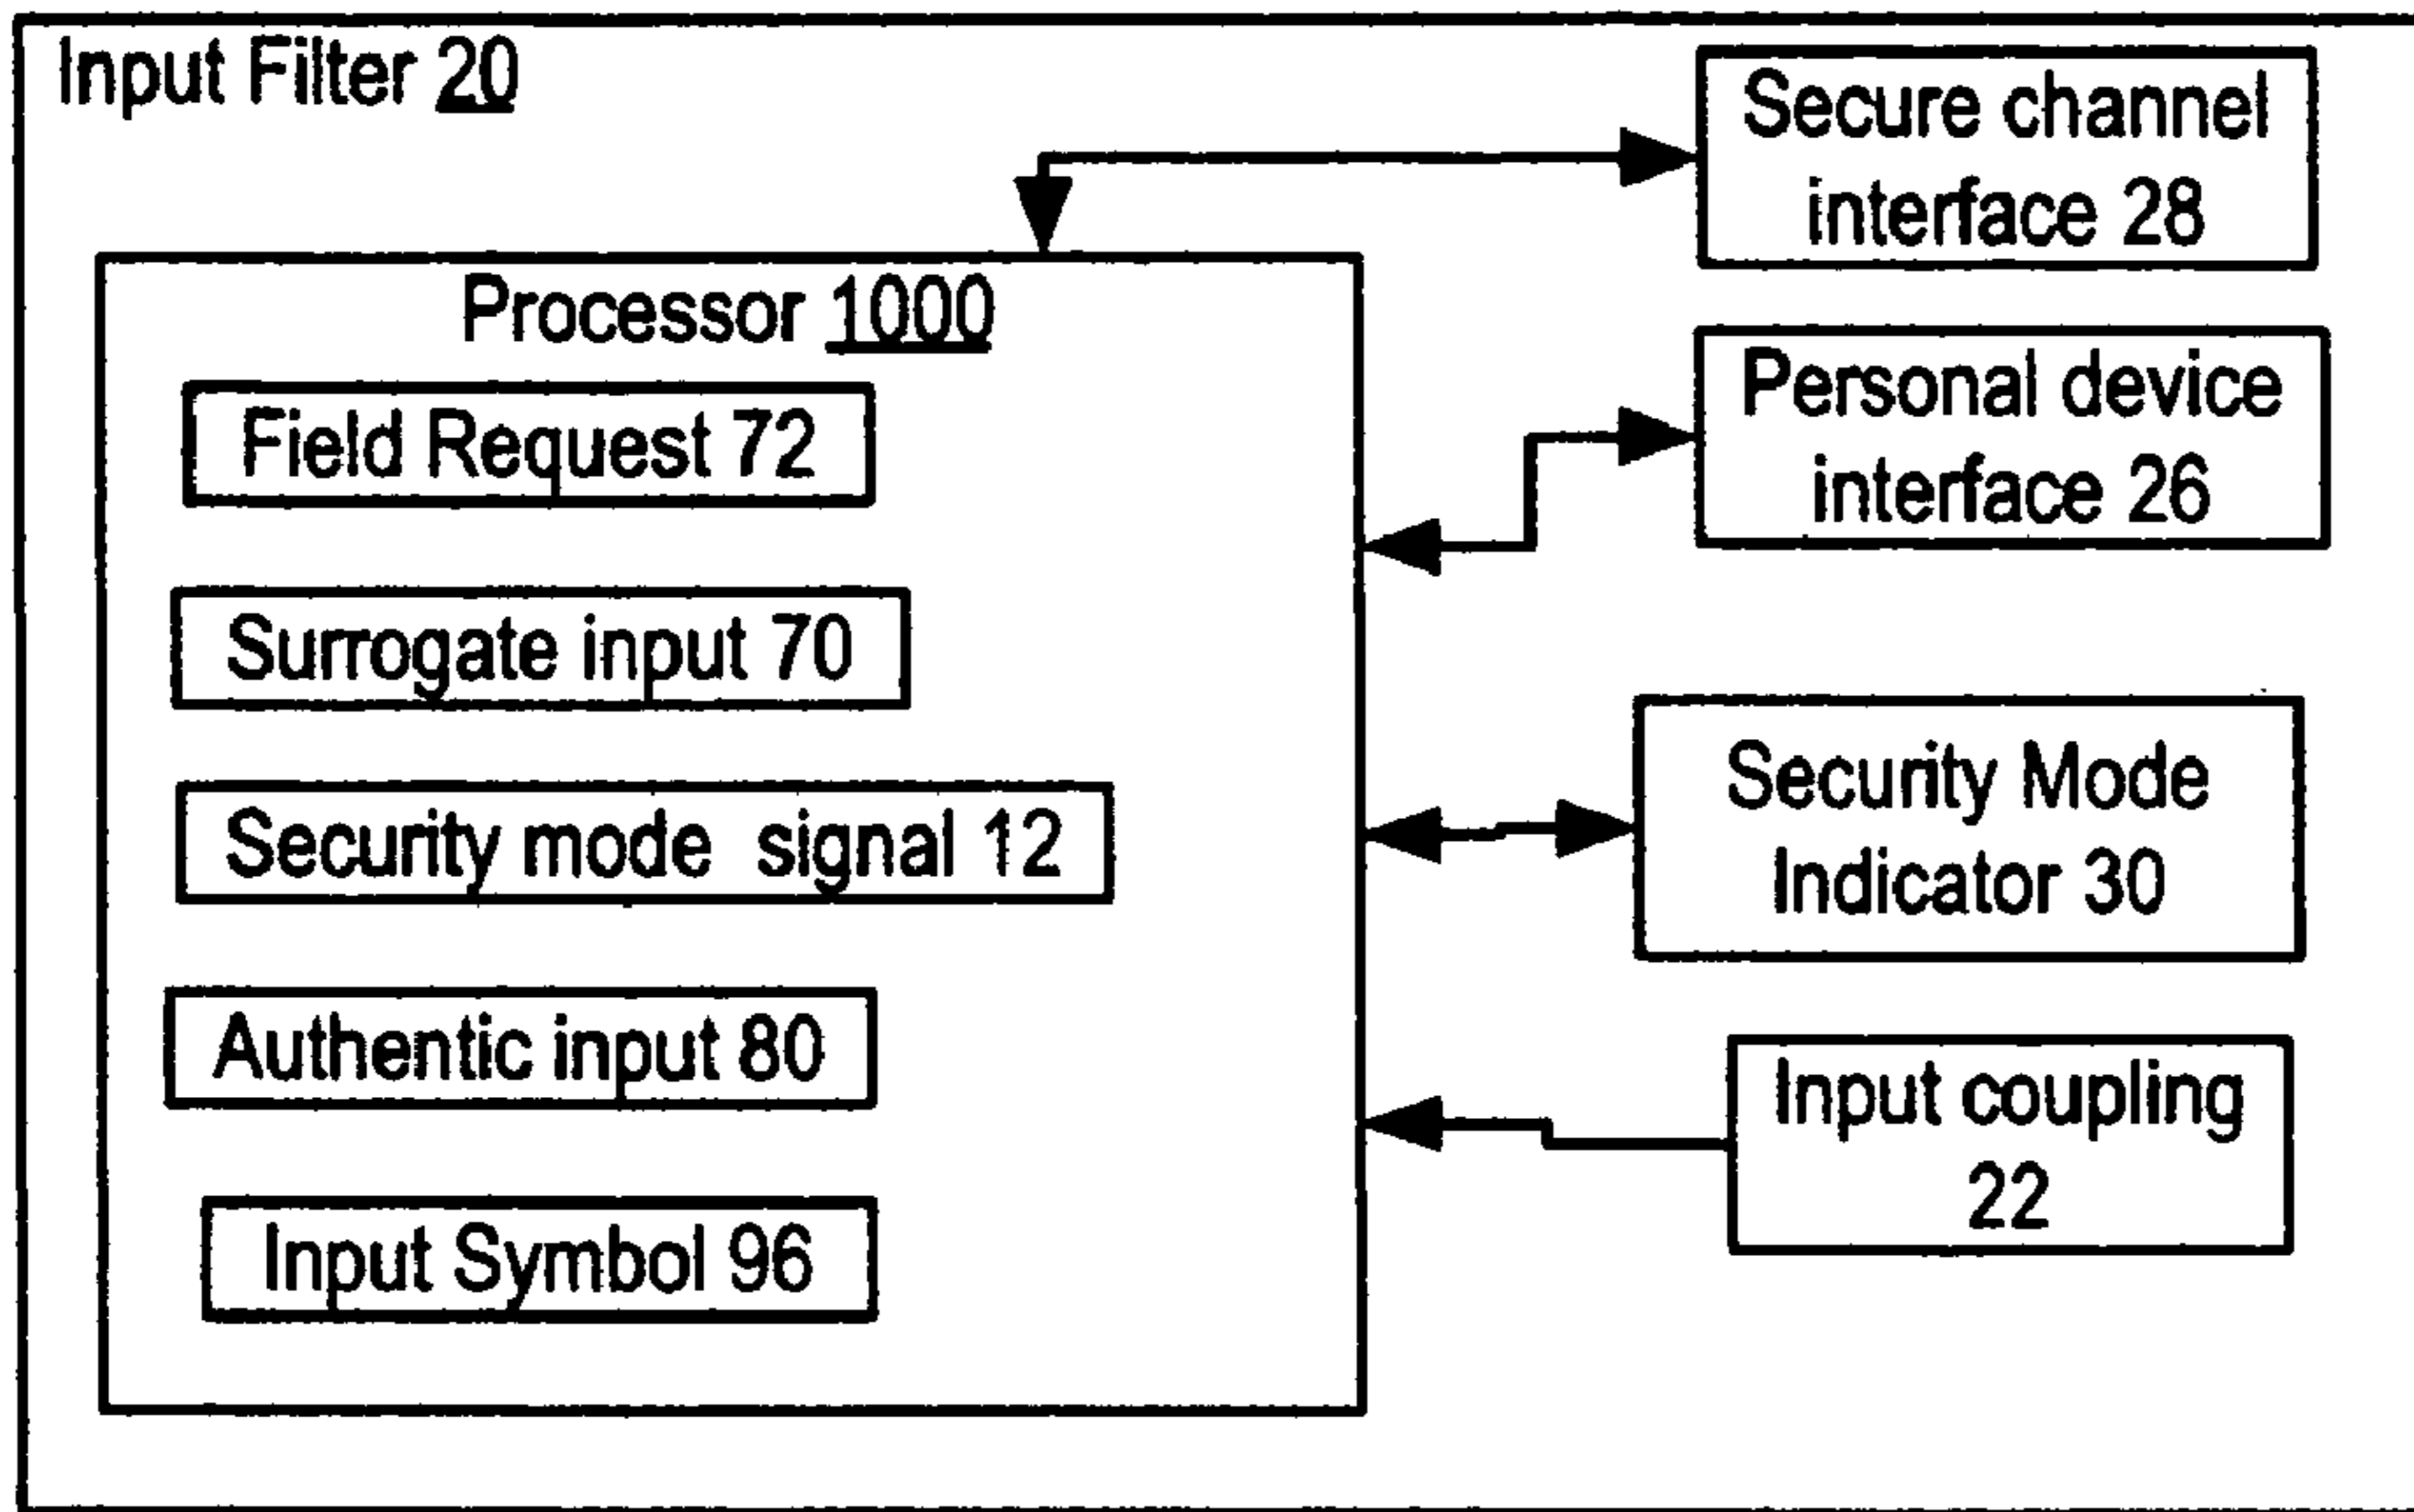 Input Filter 20
Secure channel
interface 28
Processor 1000
Personal device
interface 26
Field Request 72
Surrogate input 70
Security mode signal 12
Security Mode
Indicator 30
Authentic input 80
Input coupling
22
Input Symbol 96